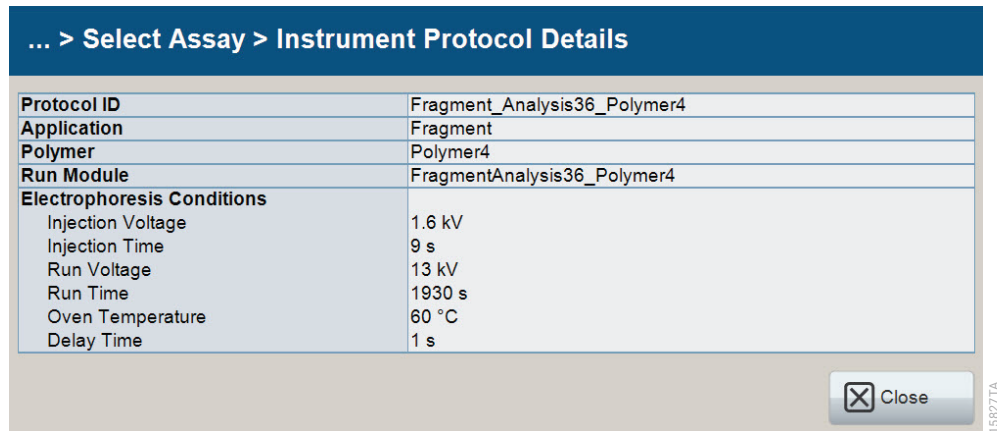 ... > Select Assay > Instrument Protocol Details
Protocol ID Fragment_Analysis36_Polymer4
Application Fragment
Polymer Polymer4
Run Module FragmentAnalysis36_Polymer4
Electrophoresis Conditions
Injection Voltage 1.6 kV
Injection Time 9 s
Run Voltage 13 kV
Run Time 1930 s
Oven Temperature 60 °C
Delay Time 1 s
Close
15827TA